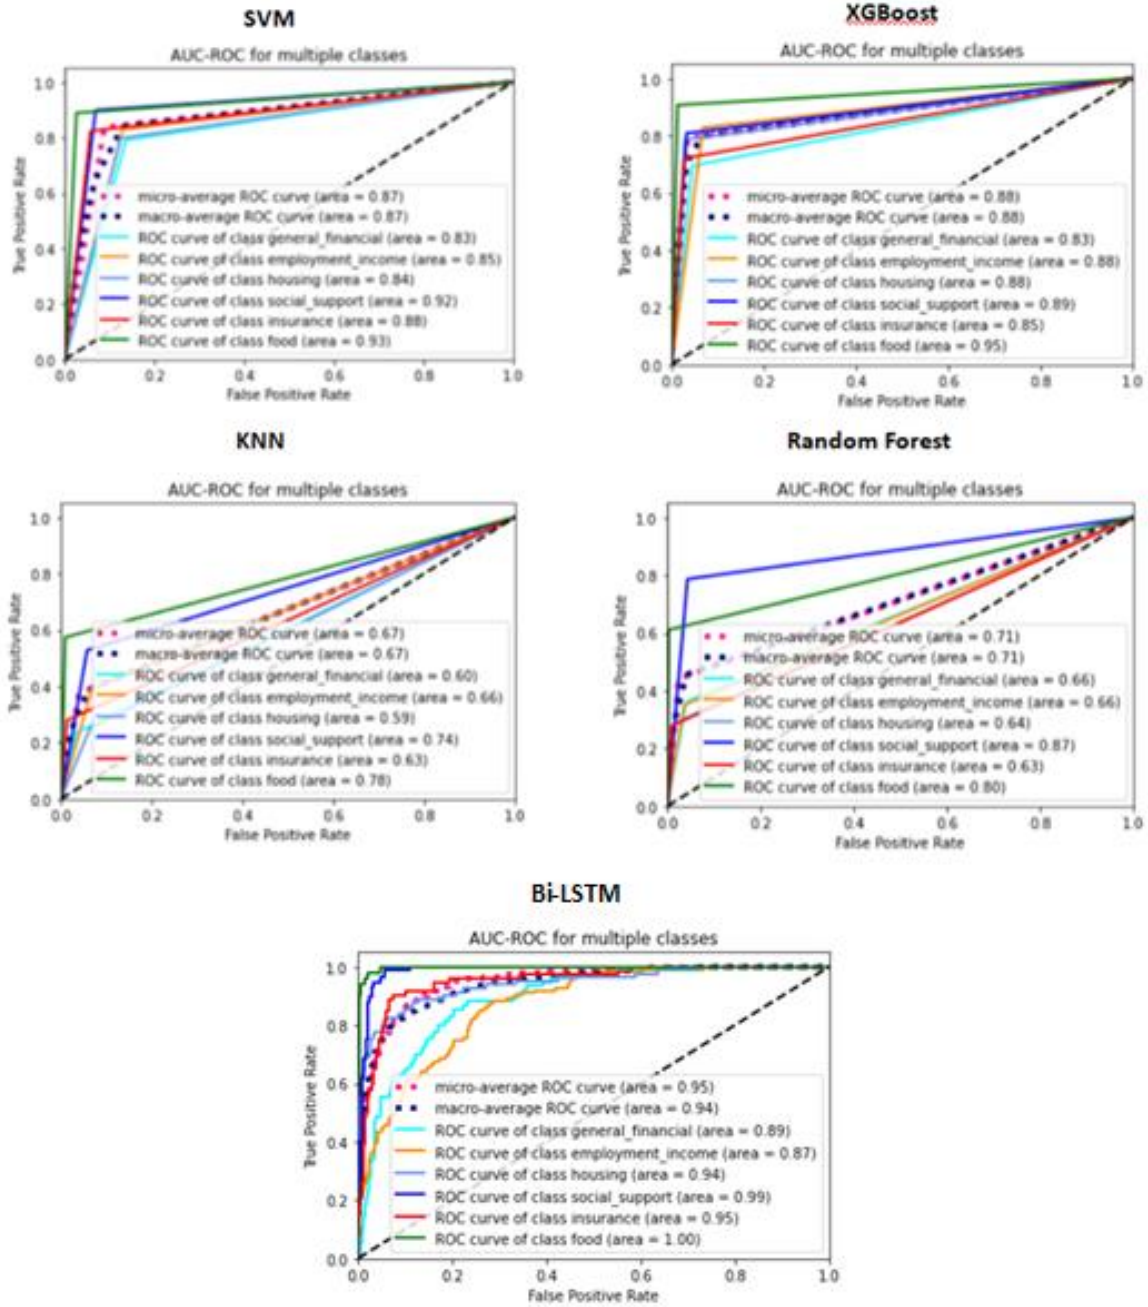 SVM
AUC-ROC for multiple classes
True Positive Rate
1.0
0.8
0.6
0.4
0.2
0.0
micro-average ROC curve (area = 0.87)
macro-average ROC curve (area = 0.87)
ROC curve of class general_financial (area = 0.83)
ROC curve of class employment_income (area = 0.85)
ROC curve of class housing (area = 0.84)
ROC curve of class social_support (area = 0.92)
ROC curve of class insurance (area = 0.88)
ROC curve of class food (area = 0.93)
0.0 0.2 0.4 0.6 0.8 1.0
False Positive Rate
XGBoost
AUC-ROC for multiple classes
True Positive Rate
1.0
0.8
0.6
0.4
0.2
0.0
micro-average ROC curve (area = 0.88)
macro-average ROC curve (area = 0.88)
ROC curve of class general_financial (area = 0.83)
ROC curve of class employment_income (area = 0.88)
ROC curve of class housing (area = 0.88)
ROC curve of class social_support (area = 0.89)
ROC curve of class insurance (area = 0.85)
ROC curve of class food (area = 0.95)
0.0 0.2 0.4 0.6 0.8 1.0
False Positive Rate
KNN
AUC-ROC for multiple classes
True Positive Rate
1.0
0.8
0.6
0.4
0.2
0.0
micro-average ROC curve (area = 0.67)
macro-average ROC curve (area = 0.67)
ROC curve of class general_financial (area = 0.60)
ROC curve of class employment_income (area = 0.66)
ROC curve of class housing (area = 0.59)
ROC curve of class social_support (area = 0.74)
ROC curve of class insurance (area = 0.63)
ROC curve of class food (area = 0.78)
0.0 0.2 0.4 0.6 0.8 1.0
False Positive Rate
Random Forest
AUC-ROC for multiple classes
True Positive Rate
1.0
0.8
0.6
0.4
0.2
0.0
micro-average ROC curve (area = 0.71)
macro-average ROC curve (area = 0.71)
ROC curve of class general_financial (area = 0.66)
ROC curve of class employment_income (area = 0.66)
ROC curve of class housing (area = 0.64)
ROC curve of class social_support (area = 0.87)
ROC curve of class insurance (area = 0.63)
ROC curve of class food (area = 0.80)
0.0 0.2 0.4 0.6 0.8 1.0
False Positive Rate
Bi-LSTM
AUC-ROC for multiple classes
True Positive Rate
1.0
0.8
0.6
0.4
0.2
0.0
micro-average ROC curve (area = 0.95)
macro-average ROC curve (area = 0.94)
ROC curve of class general_financial (area = 0.89)
ROC curve of class employment_income (area = 0.87)
ROC curve of class housing (area = 0.94)
ROC curve of class social_support (area = 0.99)
ROC curve of class insurance (area = 0.95)
ROC curve of class food (area = 1.00)
0.0 0.2 0.4 0.6 0.8 1.0
False Positive Rate